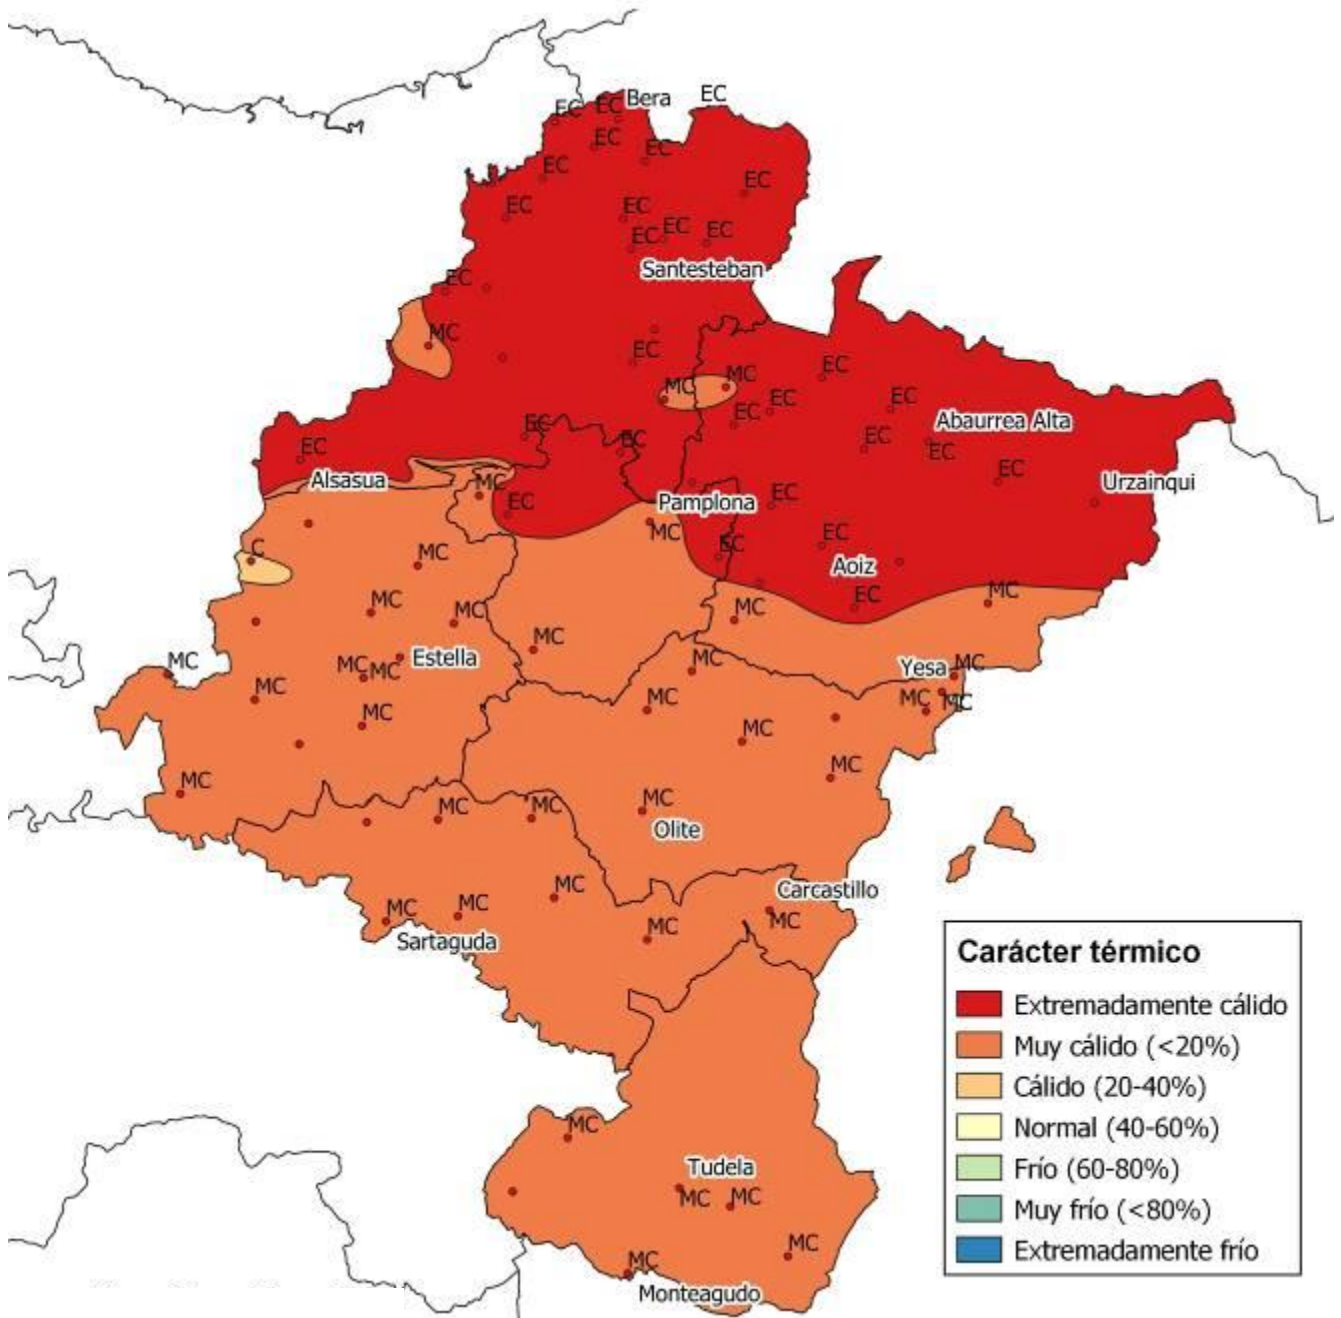 EC EC Bera EC
EC EC
EC EC
EC EC EC EC
EC
Santesteban
EC
MC
EC
EC
MC MC
EC EC
EC
Abaurrea Alta
EC EC
EC EC
EC
EC
Alsasua
MC
Urzainqui
EC
Pamplona
EC
MC
C
MC
EC
EC
Aoiz
MC
MC
EC
MC
MC
MC
Estella
MC
MC MC
MC
Yesa
MC
MC MC
MC
MC
MC
MC
MC
MC
MC
Olite
MC
MC
MC
Carcastillo
MC
MC
Sartaguda
MC
Carácter térmico
Extremadamente cálido
Muy cálido (<20%)
Cálido (20-40%)
Normal (40-60%)
Frío (60-80%)
Muy frío (<80%)
Extremadamente frío
MC
Tudela
MC MC
MC
MC
Monteagudo